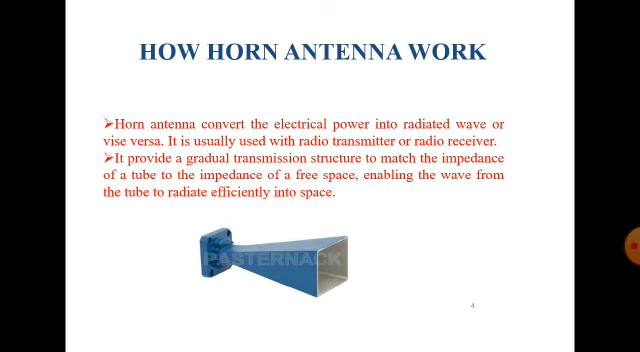 HOW HORN ANTENNA WORK
➢Horn antenna convert the electrical power into radiated wave or
vise versa. It is usually used with radio transmitter or radio receiver.
➢It provide a gradual transmission structure to match the impedance
of a tube to the impedance of a free space, enabling the wave from
the tube to radiate efficiently into space.
PASTERNACK
4